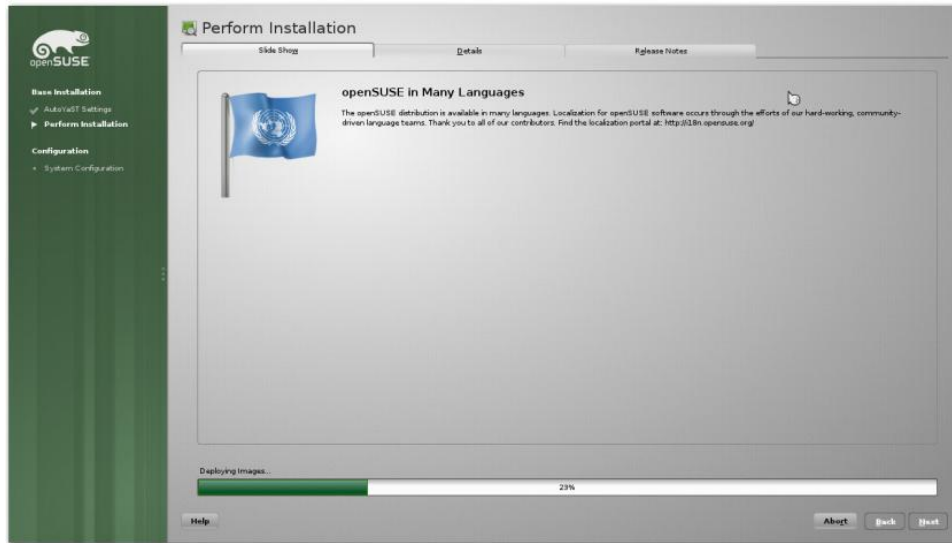 openSUSE
Base Installation
AutoYaST Settings
Perform Installation
Configuration
System Configuration
Perform Installation
Slide Show
Details
Release Notes
openSUSE in Many Languages
The openSUSE distribution is available in many languages. Localization for openSUSE software occurs through the efforts of our hard-working, community-
driven language teams. Thank you to all of our contributors. Find the localization portal at: http://i18n.opensuse.org/
Deploying Images...
23%
Help
Abort
Back
Next